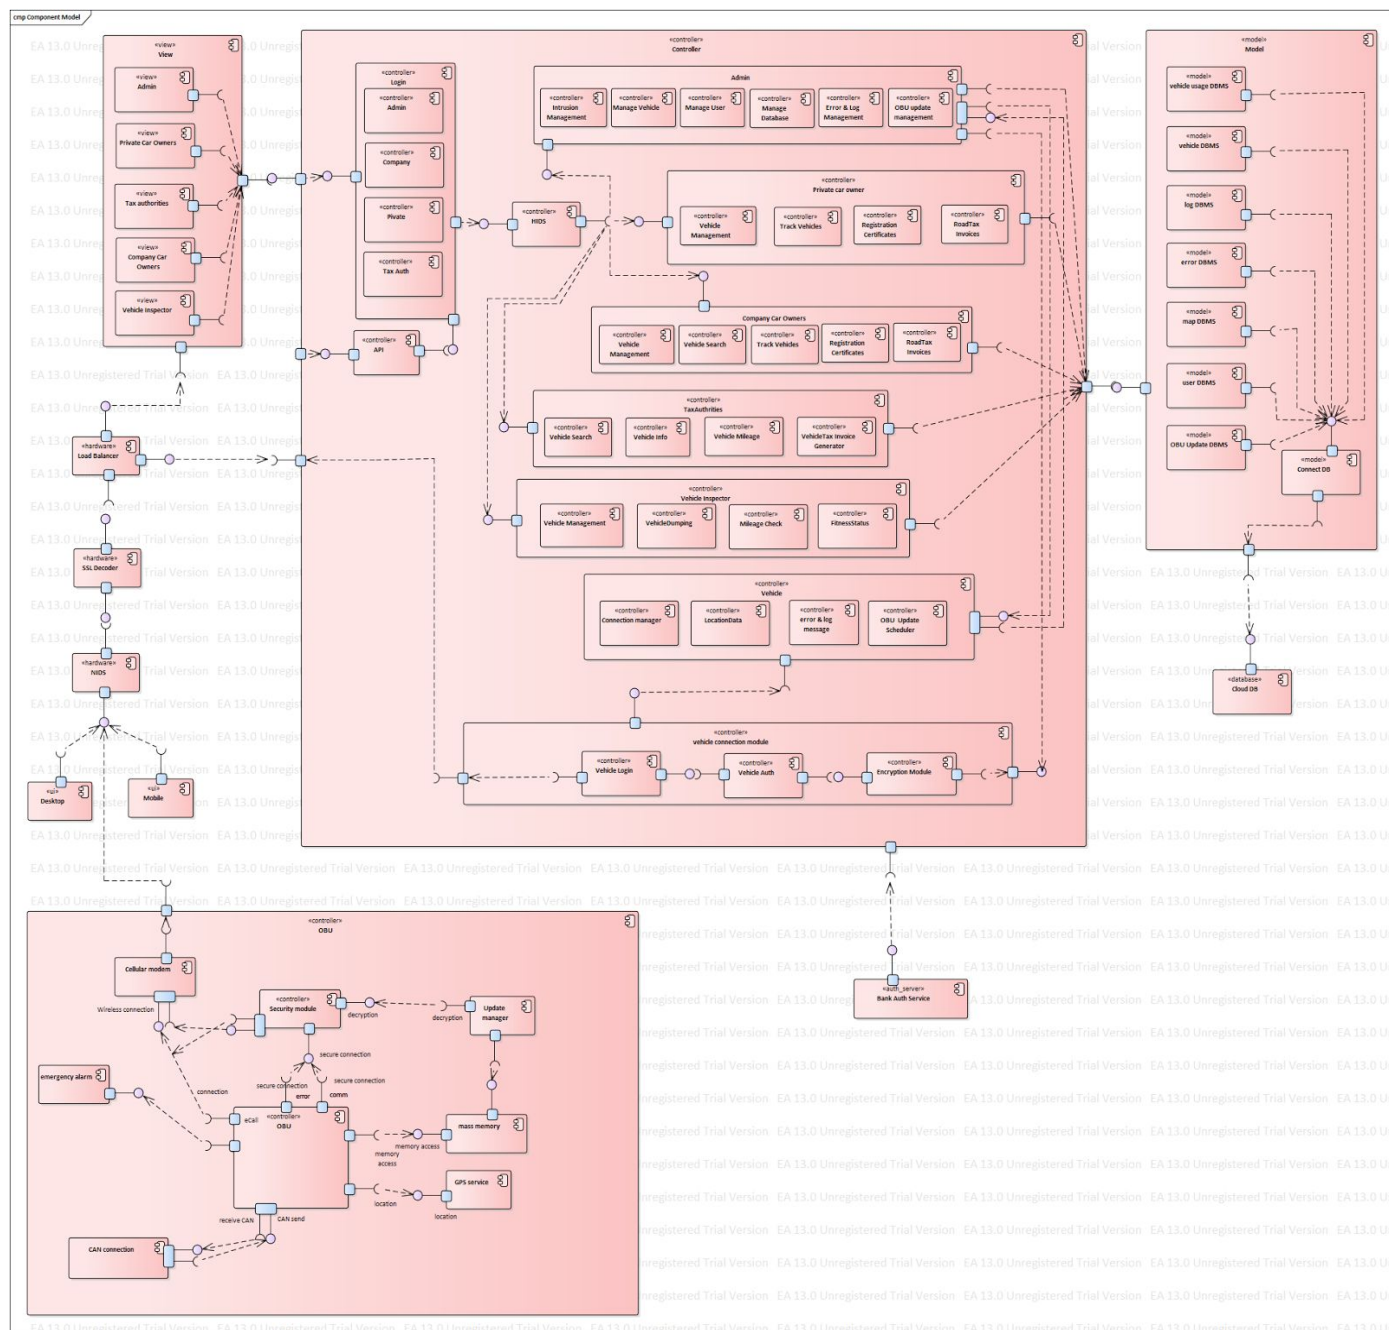 cmp Component Model
«view»
View
«view»
Admin
«view»
Private Car Owners
«view»
Tax authorities
«view»
Company Car
Owners
«view»
Vehicle Inspector
«controller»
Controller
«controller»
Login
«controller»
Admin
«controller»
Company
«controller»
Pivate
«controller»
Tax Auth
«controller»
API
«controller»
HIDS
Admin
«controller»
Intrusion
Management
«controller»
Manage Vehicle
«controller»
Manage User
«controller»
Manage
Database
«controller»
Error & Log
Management
«controller»
OBU update
management
«controller»
Private car owner
«controller»
Vehicle
Management
«controller»
Track Vehicles
«controller»
Registration
Certificates
«controller»
RoadTax
Invoices
Company Car Owners
«controller»
Vehicle
Management
«controller»
Vehicle Search
«controller»
Track Vehicles
«controller»
Registration
Certificates
«controller»
RoadTax
Invoices
«controller»
TaxAuthrities
«controller»
Vehicle Search
«controller»
Vehicle Info
«controller»
Vehicle Mileage
«controller»
VehicleTax Invoice
Generator
«controller»
Vehicle Inspector
«controller»
Vehicle Management
«controller»
VehicleDumping
«controller»
Mileage Check
«controller»
FitnessStatus
«controller»
Vehicle
«controller»
Connection manager
«controller»
LocationData
«controller»
error & log
message
«controller»
OBU Update
Scheduler
«controller»
vehicle connection module
«controller»
Vehicle Login
«controller»
Vehicle Auth
«controller»
Encryption Module
«model»
Model
«model»
vehicle usage DBMS
«model»
vehicle DBMS
«model»
log DBMS
«model»
error DBMS
«model»
map DBMS
«model»
user DBMS
«model»
OBU Update DBMS
«model»
Connect DB
«database»
Cloud DB
«hardware»
Load Balancer
«hardware»
SSL Decoder
«hardware»
NIDS
«ui»
Desktop
«ui»
Mobile
«auth_server»
Bank Auth Service
«controller»
OBU
Cellular modem
Wireless connection
«controller»
Security module
decryption
decryption
Update
manager
secure connection
secure connection
secure connection
error
comm
emergency alarm
connection
eCall
«controller»
OBU
memory access
memory
access
mass memory
GPS service
location
location
receive CAN
CAN send
CAN connection
EA 13.0 Unregistered Trial Version